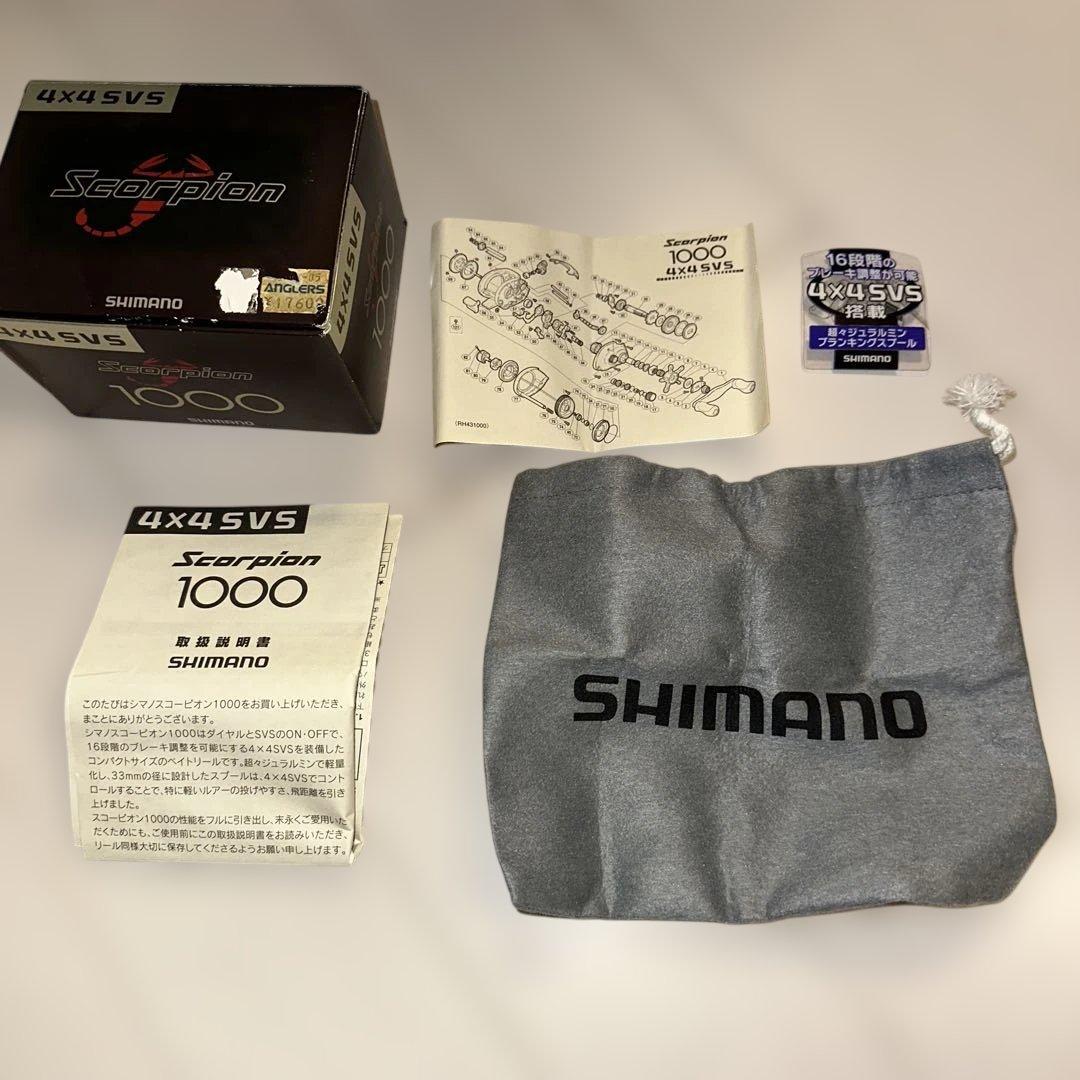 4×4SVS
Scorpion
SHIMANO
ANGLERS
4×4SVS
Scorpion
1000
SHIMANO
4×4SVS
1000
Scorpion
1000
4×4SVS
(RH431000)
16段階の
ブレーキ調整が可能
4×4SVS
搭載
超々ジュラルミン
ブランキングスプール
SHIMANO
4×4SVS
Scorpion
1000
取扱説明書
SHIMANO
このたびはシマノスコーピオン1000をお買い上げいただき、
まことにありがとうございます。
シマノスコーピオン1000はダイヤルとSVSのON・OFFで、
16段階のブレーキ調整を可能にする4×4SVSを装備した
コンパクトサイズのベイトリールです。超々ジュラルミンで軽量
化し、33mmの径に設計したスプールは、4×4SVSでコント
ロールすることで、特に軽いルアーの投げやすさ、飛距離を引き
上げました。
スコーピオン1000の性能をフルに引き出し、末永くご愛用いた
だくためにも、ご使用前にこの取扱説明書をお読みいただき、
リール同様大切に保存してくださるようお願い申し上げます。
SHIMANO